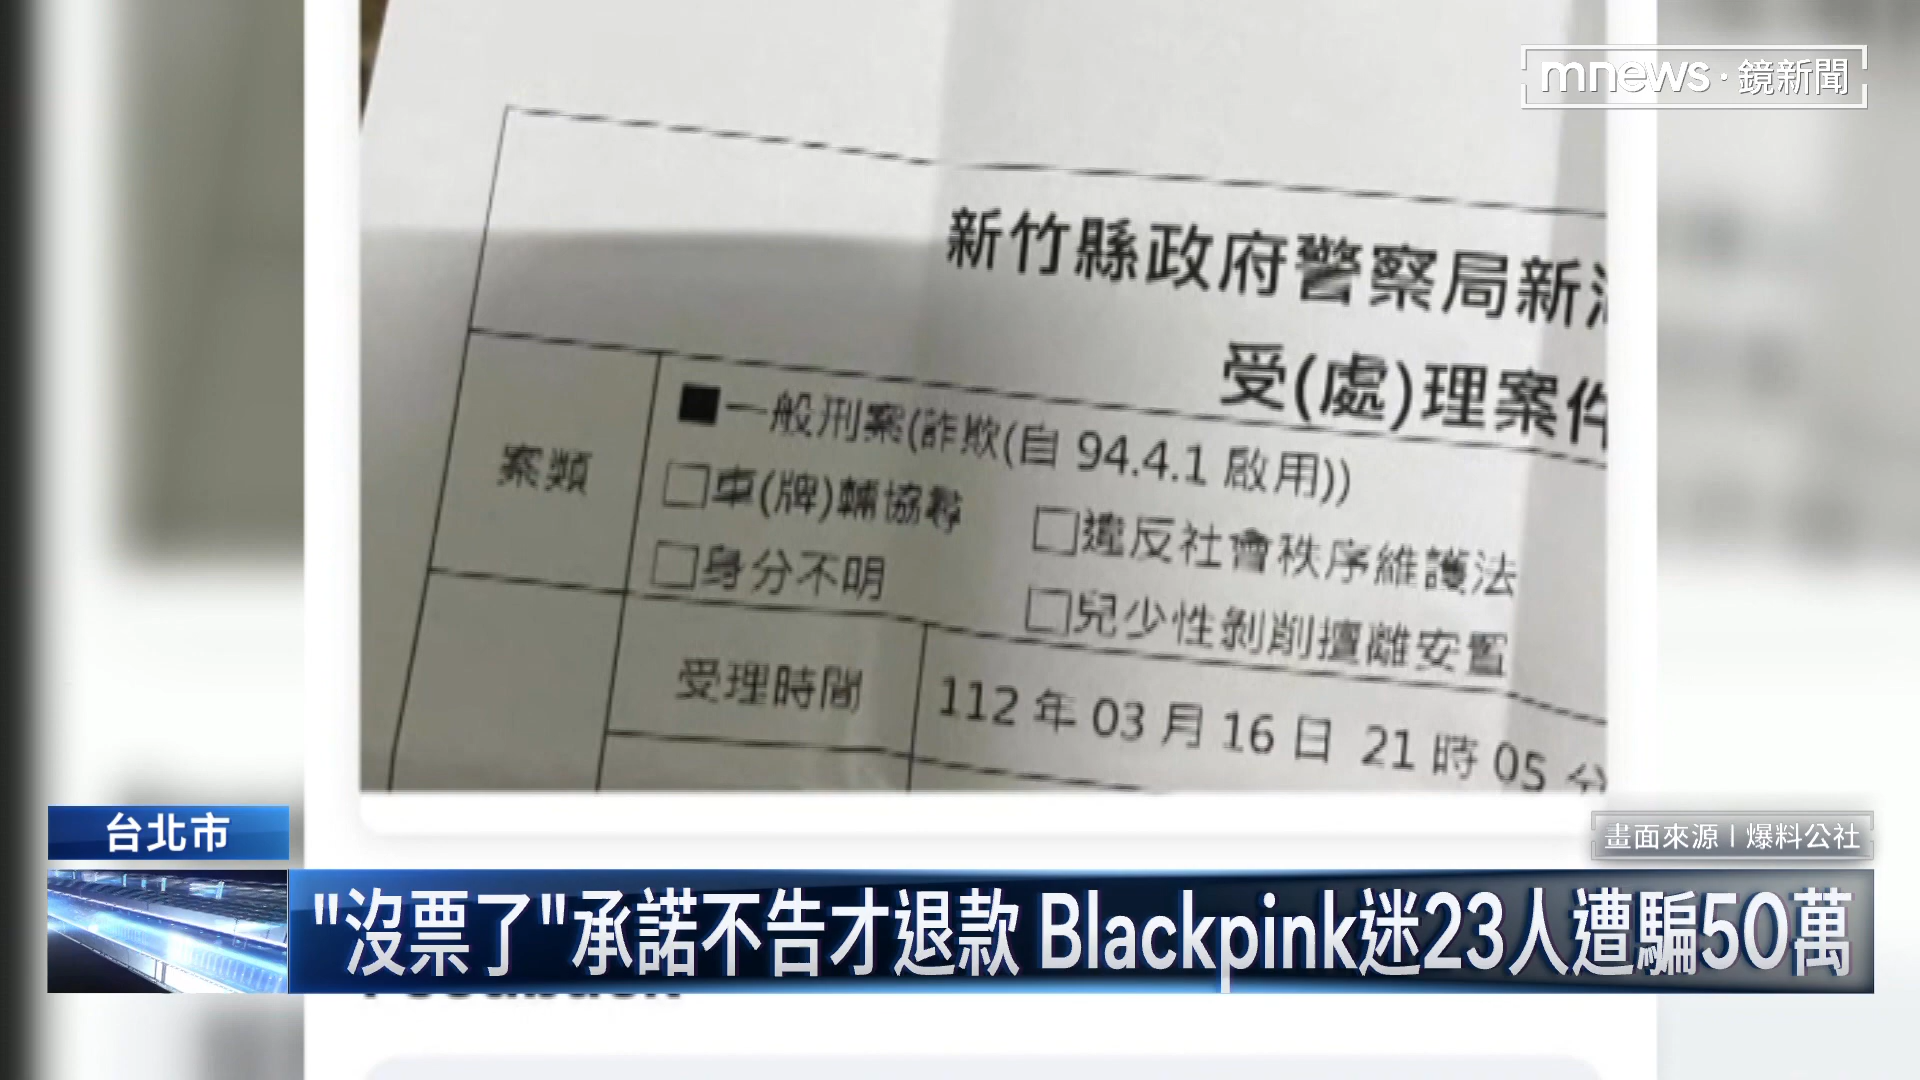 mnews·鏡新聞
新竹縣政府警察局新
受(處)理案件
案類
■一般刑案(詐欺(自 94.4.1 啟用))
□車(牌)輛協尋
□違反社會秩序維護法
□身分不明
□兒少性剝削擅離安置
受理時間
112 年 03 月 16 日 21 時 05 分
台北市
畫面來源 | 爆料公社
"沒票了"承諾不告才退款 Blackpink迷23人遭騙50萬